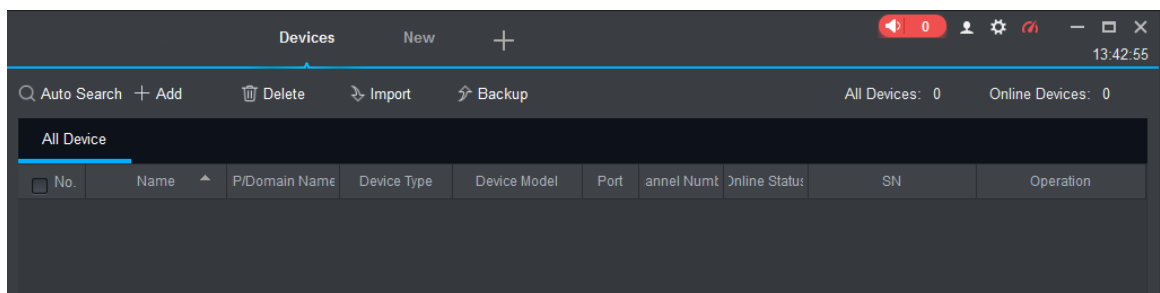 Devices New 0
13:42:55
Auto Search Add Delete Import Backup All Devices: 0 Online Devices: 0
All Device
No. Name P/Domain Name Device Type Device Model Port annel Numb Online Status SN Operation